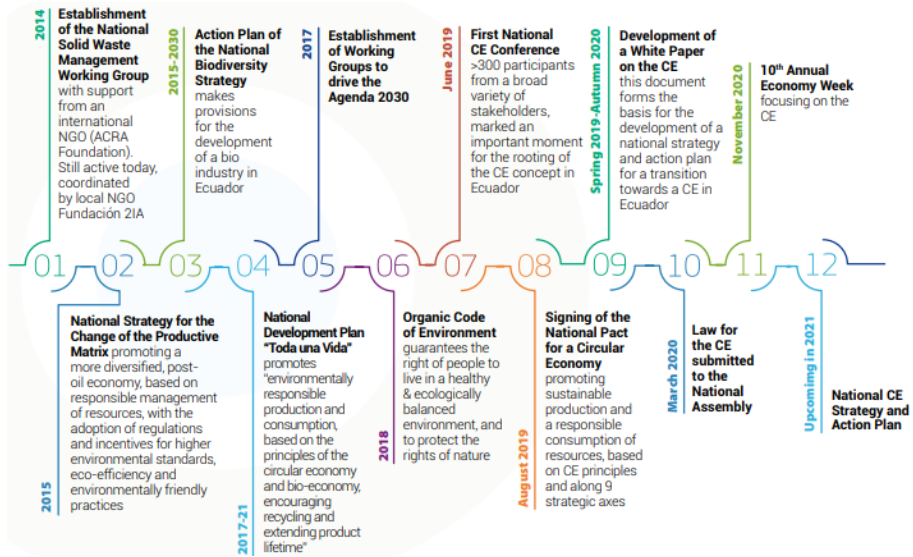 2014
Establishment
of the National
Solid Waste
Management
Working Group
with support
from an
international
NGO (ACRA
Foundation).
Still active today,
coordinated
by local NGO
Fundación 2IA
2015-2030
Action Plan of
the National
Biodiversity
Strategy
makes
provisions
for the
development
of a bio
industry in
Ecuador
2017
Establishment
of Working
Groups to
drive the
Agenda 2030
June 2019
First National
CE Conference
>300 participants
from a broad
variety of
stakeholders,
marked an
important moment
for the rooting of
the CE concept in
Ecuador
Spring 2019-Autumn 2020
Development of
a White Paper
on the CE
this document
forms the
basis for the
development of a
national strategy
and action plan
for a transition
towards a CE in
Ecuador
November 2020
10th Annual
Economy Week
focusing on the
CE
01 02 03 04 05 06 07 08 09 10 11 12
2015
National Strategy for the
Change of the Productive
Matrix promoting a
more diversified, post-
oil economy, based on
responsible management
of resources, with the
adoption of regulations
and incentives for higher
environmental standards,
eco-efficiency and
environmentally friendly
practices
2017-21
National
Development Plan
“Toda una Vida”
promotes
“environmentally
responsible
production and
consumption,
based on the
principles of the
circular economy
and bio-economy,
encouraging
recycling and
extending product
lifetime”
2018
Organic Code
of Environment
guarantees the
right of people to
live in a healthy
& ecologically
balanced
environment, and
to protect the
rights of nature
August 2019
Signing of the
National Pact
for a Circular
Economy
promoting
sustainable
production and
a responsible
consumption of
resources, based
on CE principles
and along 9
strategic axes
March 2020
Law for
the CE
submitted
to the
National
Assembly
Upcomimg in 2021
National CE
Strategy and
Action Plan